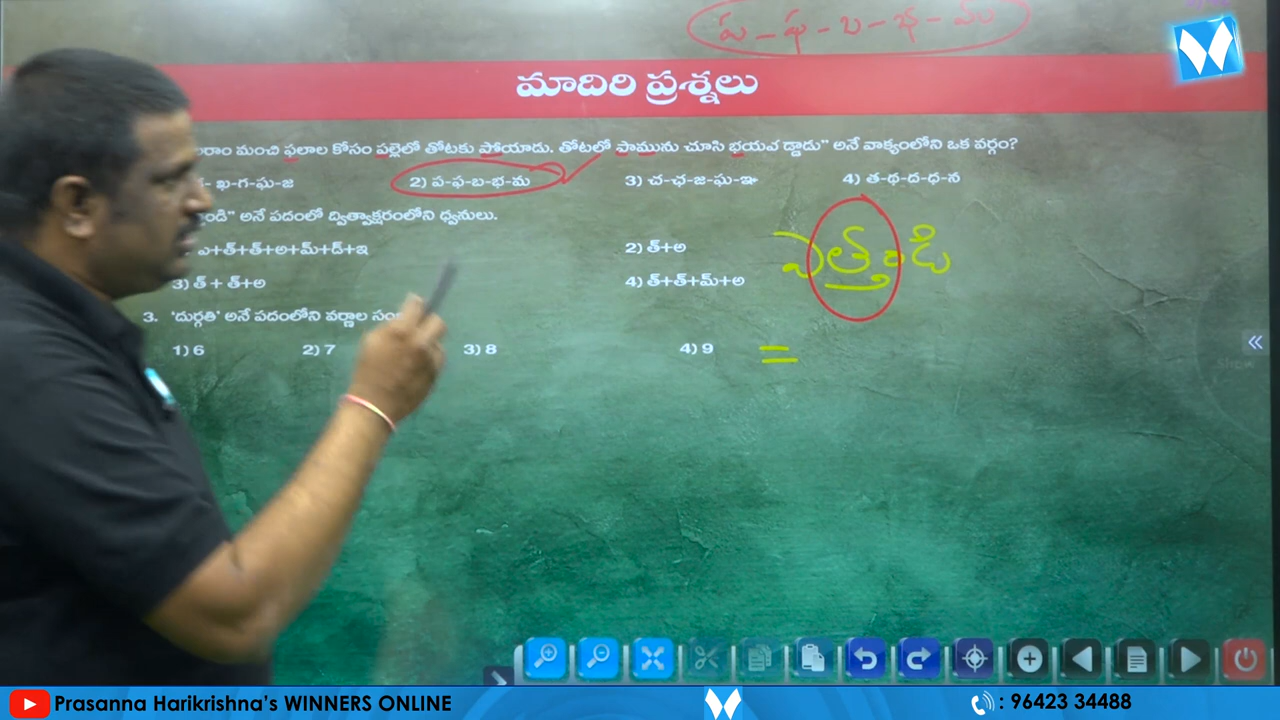 ప – ఫ – బ – భ – మ
మాదిరి ప్రశ్నలు
రాం మంచి ఫలాల కోసం పల్లెల్లో తోటకు పోయాడు. తోటలో పామును చూసి భయప డ్డాడు” అనే వాక్యంలోని ఒక వర్గం?
ఖ-గ-ఘ-జ 2) ప-ఫ-బ-భ-మ 3) చ-ఛ-జ-ఘ-ఞ 4) త-థ-ద-ధ-న
ండి” అనే పదంలో ద్విత్వాక్షరంలోని ధ్వనులు.
ఎ+త్+త్+అ+మ్+డ్+ఇ 2) త్+అ
ఎత్తండి
3) త్ + త్+అ 4) త్+త్+మ్+అ
3. 'దుర్గతి' అనే పదంలోని వర్ణాల
1) 6 2) 7 3) 8 4) 9 =
Prasanna Harikrishna's WINNERS ONLINE : 96423 34488